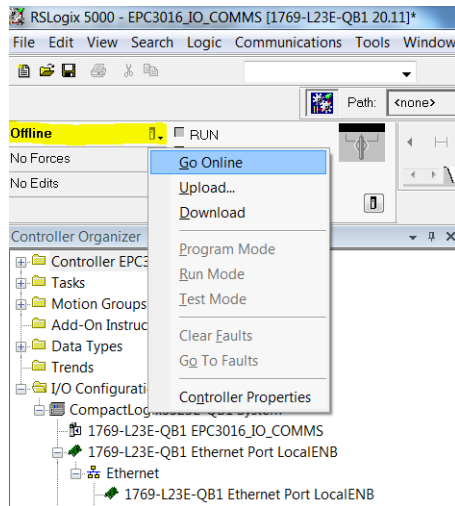 RSLogix 5000 - EPC3016_IO_COMMS [1769-L23E-QB1 20.11]*
File Edit View Search Logic Communications Tools Window
Path: <none>
Offline RUN
No Forces
No Edits
Go Online
Upload...
Download
Program Mode
Run Mode
Test Mode
Clear Faults
Go To Faults
Controller Properties
Controller Organizer
Controller EPC3
Tasks
Motion Groups
Add-On Instruc
Data Types
Trends
I/O Configurati
1769-L23E-QB1 EPC3016_IO_COMMS
1769-L23E-QB1 Ethernet Port LocalENB
Ethernet
1769-L23E-QB1 Ethernet Port LocalENB